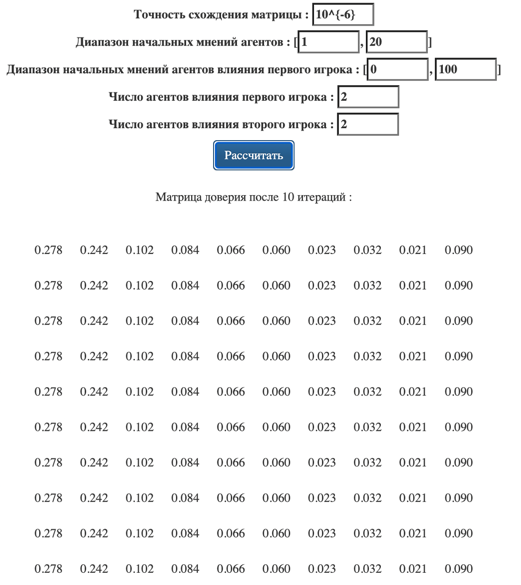 Точность схождения матрицы : 10^{-6}
Диапазон начальных мнений агентов : [1, 20]
Диапазон начальных мнений агентов влияния первого игрока : [0, 100]
Число агентов влияния первого игрока : 2
Число агентов влияния второго игрока : 2
Рассчитать
Матрица доверия после 10 итераций :
0.278 0.242 0.102 0.084 0.066 0.060 0.023 0.032 0.021 0.090
0.278 0.242 0.102 0.084 0.066 0.060 0.023 0.032 0.021 0.090
0.278 0.242 0.102 0.084 0.066 0.060 0.023 0.032 0.021 0.090
0.278 0.242 0.102 0.084 0.066 0.060 0.023 0.032 0.021 0.090
0.278 0.242 0.102 0.084 0.066 0.060 0.023 0.032 0.021 0.090
0.278 0.242 0.102 0.084 0.066 0.060 0.023 0.032 0.021 0.090
0.278 0.242 0.102 0.084 0.066 0.060 0.023 0.032 0.021 0.090
0.278 0.242 0.102 0.084 0.066 0.060 0.023 0.032 0.021 0.090
0.278 0.242 0.102 0.084 0.066 0.060 0.023 0.032 0.021 0.090
0.278 0.242 0.102 0.084 0.066 0.060 0.023 0.032 0.021 0.090